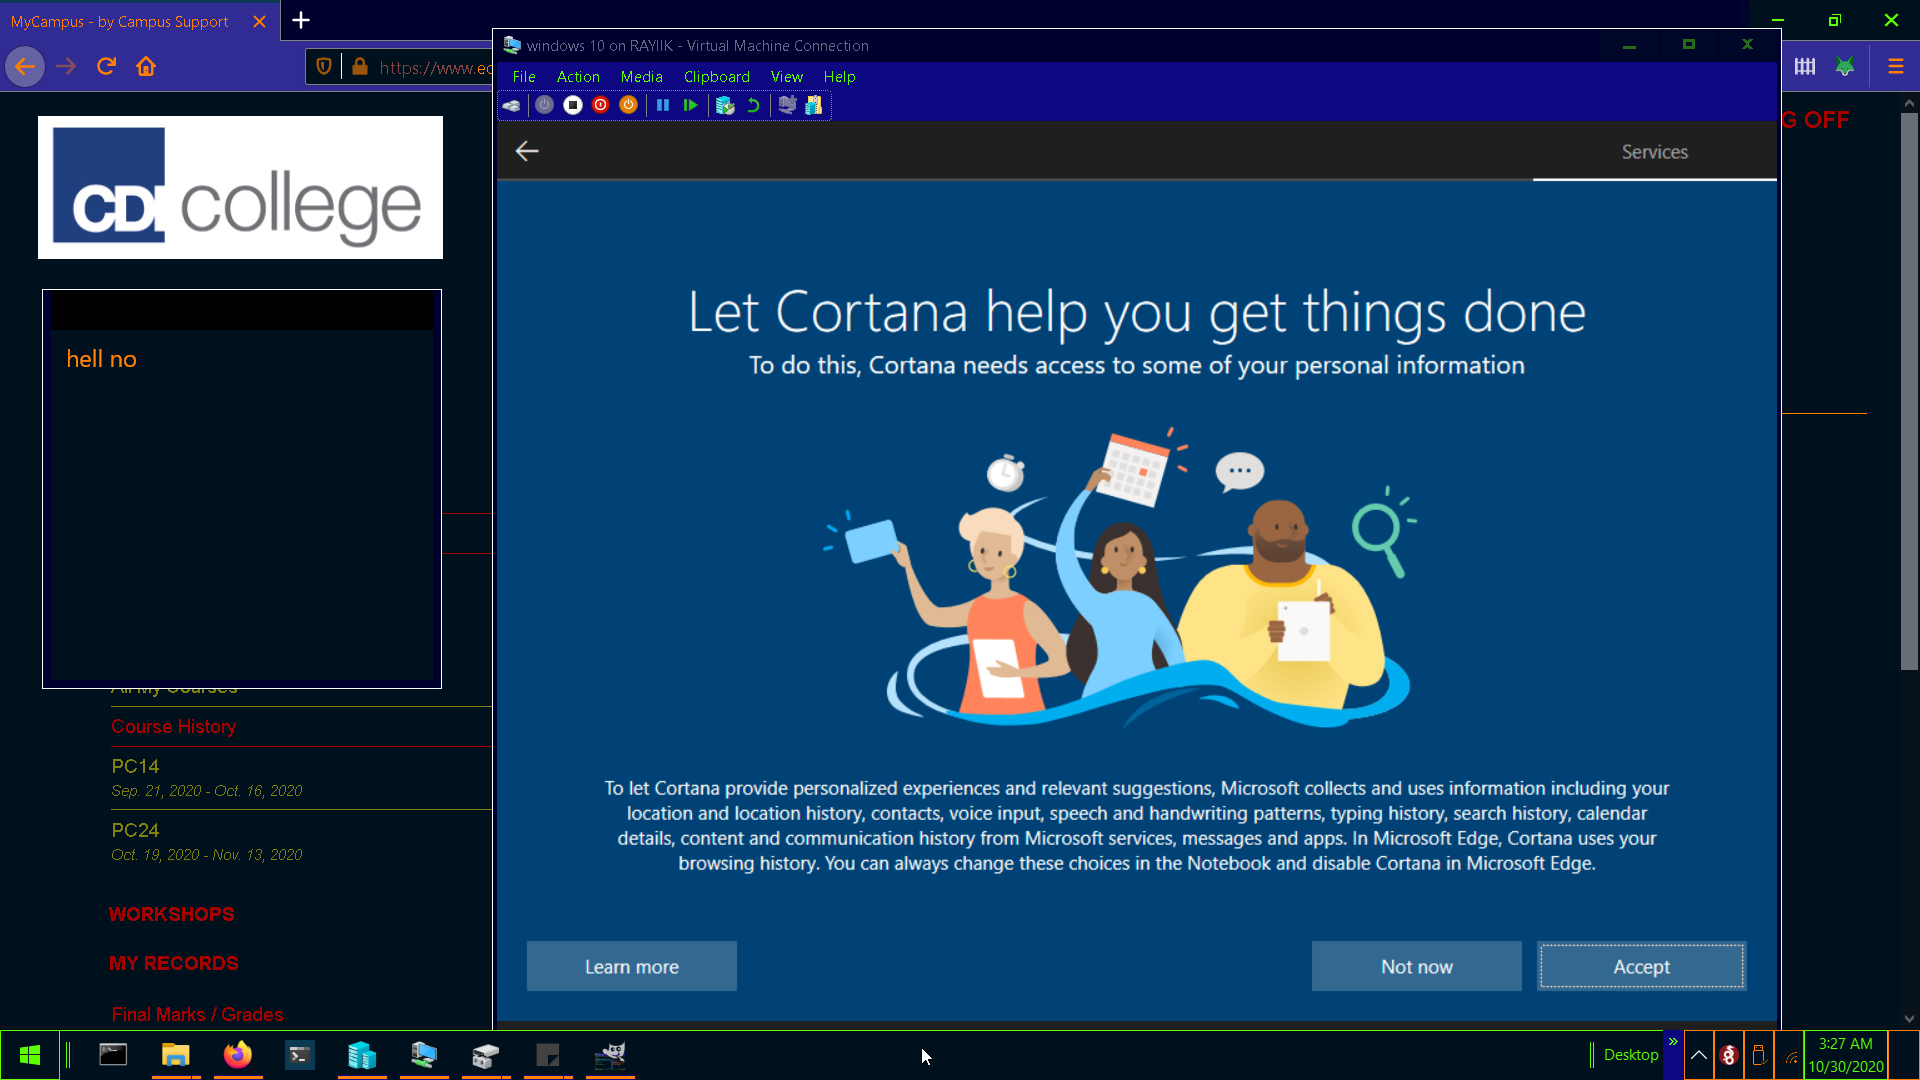 MyCampus - by Campus Support
https://www.ec
windows 10 on RAYIIK - Virtual Machine Connection
File Action Media Clipboard View Help
G OFF
Services
CDI college
hell no
Let Cortana help you get things done
To do this, Cortana needs access to some of your personal information
All My Courses
Course History
PC14
Sep. 21, 2020 - Oct. 16, 2020
PC24
Oct. 19, 2020 - Nov. 13, 2020
WORKSHOPS
MY RECORDS
Final Marks / Grades
To let Cortana provide personalized experiences and relevant suggestions, Microsoft collects and uses information including your
location and location history, contacts, voice input, speech and handwriting patterns, typing history, search history, calendar
details, content and communication history from Microsoft services, messages and apps. In Microsoft Edge, Cortana uses your
browsing history. You can always change these choices in the Notebook and disable Cortana in Microsoft Edge.
Learn more
Not now
Accept
Desktop
3:27 AM
10/30/2020